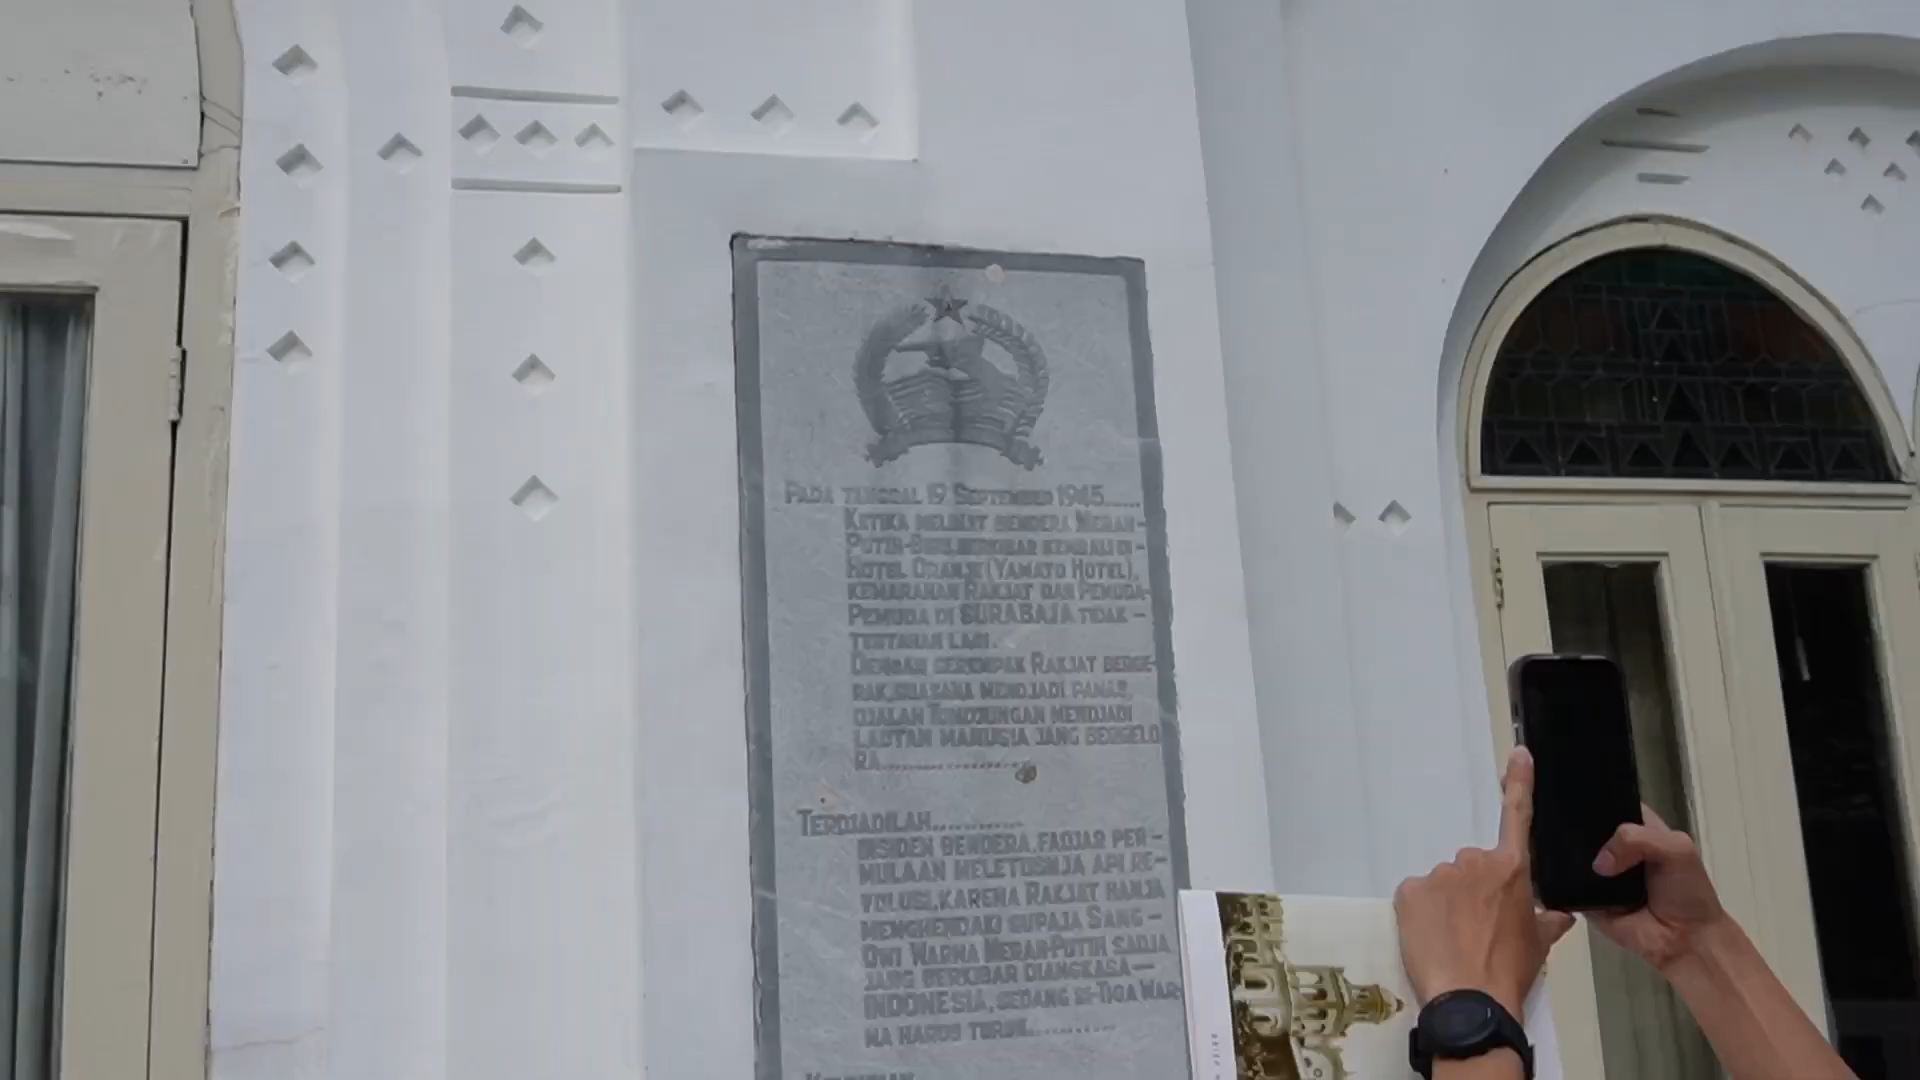 PADA TANGGAL 19 SEPTEMBER 1945......
KETIKA MELIHAT BENDERA MERAH-
PUTIH-BIRU BERKIBAR KEMBALI DI-
HOTEL ORANJE (YAMATO HOTEL),
KEMARAHAN RAKJAT DAN PEMUDA-
PEMUDA DI SURABAJA TIDAK-
TERTAHAN LAGI.
DENGAN SEREMPAK RAKJAT BERGE-
RAK, SUASANA MENDJADI PANAS,
DJALAN TUNDJUNGAN MENDJADI
LAUTAN MANUSIA JANG BERGELO
RA....................
TERDJADILAH............
INSIDEN BENDERA, FADJAR PER-
MULAAN MELETUSNJA API RE-
VOLUSI, KARENA RAKJAT HANJA
MENGHENDAKI SUPAJA SANG-
DWI WARNA MERAH-PUTIH SADJA
JANG BERKIBAR DIANGKASA-
INDONESIA, SEDANG SI-TIGA WAR-
NA HARUS TURUN............